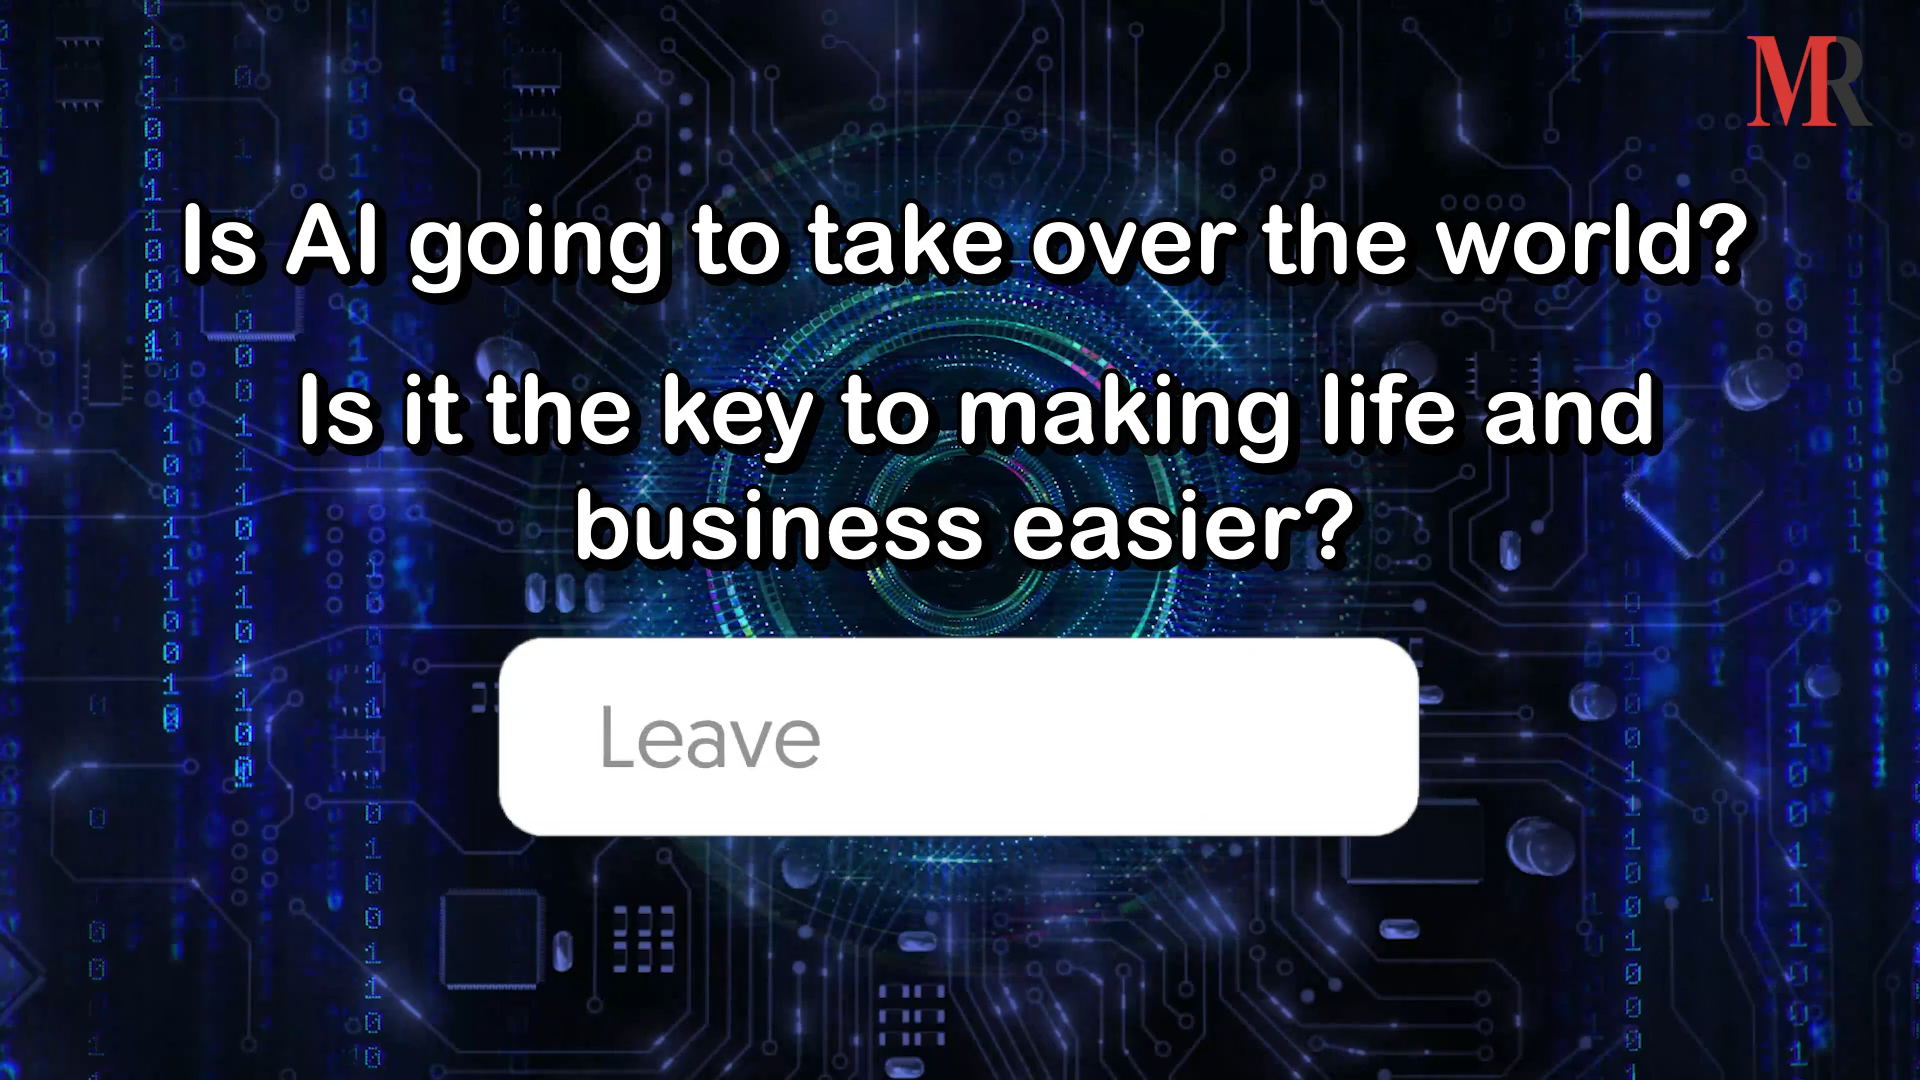 MR
Is AI going to take over the world?
Is it the key to making life and
business easier?
Leave